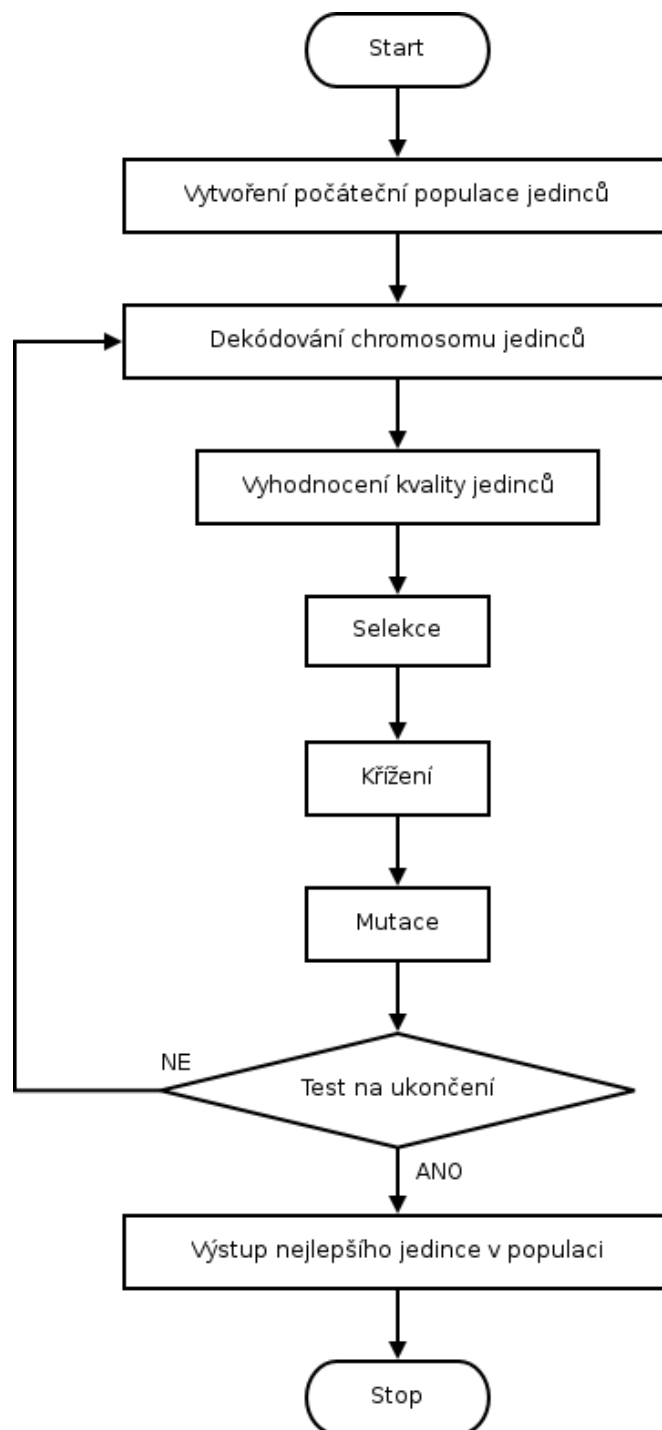 Start
Vytvoření počáteční populace jedinců
Dekódování chromosomu jedinců
Vyhodnocení kvality jedinců
Selekce
Křížení
Mutace
NE
Test na ukončení
ANO
Výstup nejlepšího jedince v populaci
Stop